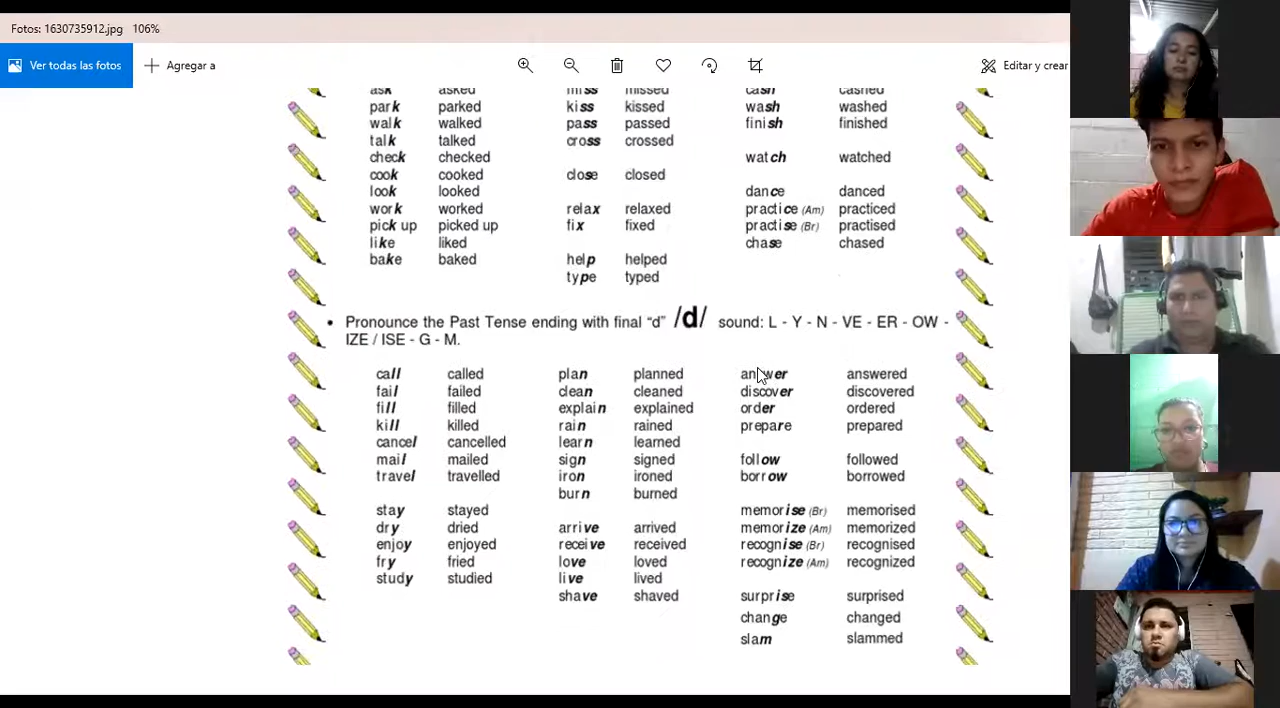 Fotos: 1630735912.jpg 106%
Ver todas las fotos Agregar a Editar y crear
ask asked miss missed cash cashed
park parked kiss kissed wash washed
walk walked pass passed finish finished
talk talked cross crossed
check checked watch watched
cook cooked close closed
look looked dance danced
work worked relax relaxed practice (Am) practiced
pick up picked up fix fixed practise (Br) practised
like liked chase chased
bake baked help helped
type typed
• Pronounce the Past Tense ending with final “d” /d/ sound: L - Y - N - VE - ER - OW -
IZE / ISE - G - M.
call called plan planned answer answered
fail failed clean cleaned discover discovered
fill filled explain explained order ordered
kill killed rain rained prepare prepared
cancel cancelled learn learned
mail mailed sign signed follow followed
travel travelled iron ironed borrow borrowed
burn burned
stay stayed memorise (Br) memorised
dry dried arrive arrived memorize (Am) memorized
enjoy enjoyed receive received recognise (Br) recognised
fry fried love loved recognize (Am) recognized
study studied live lived
shave shaved surprise surprised
change changed
slam slammed